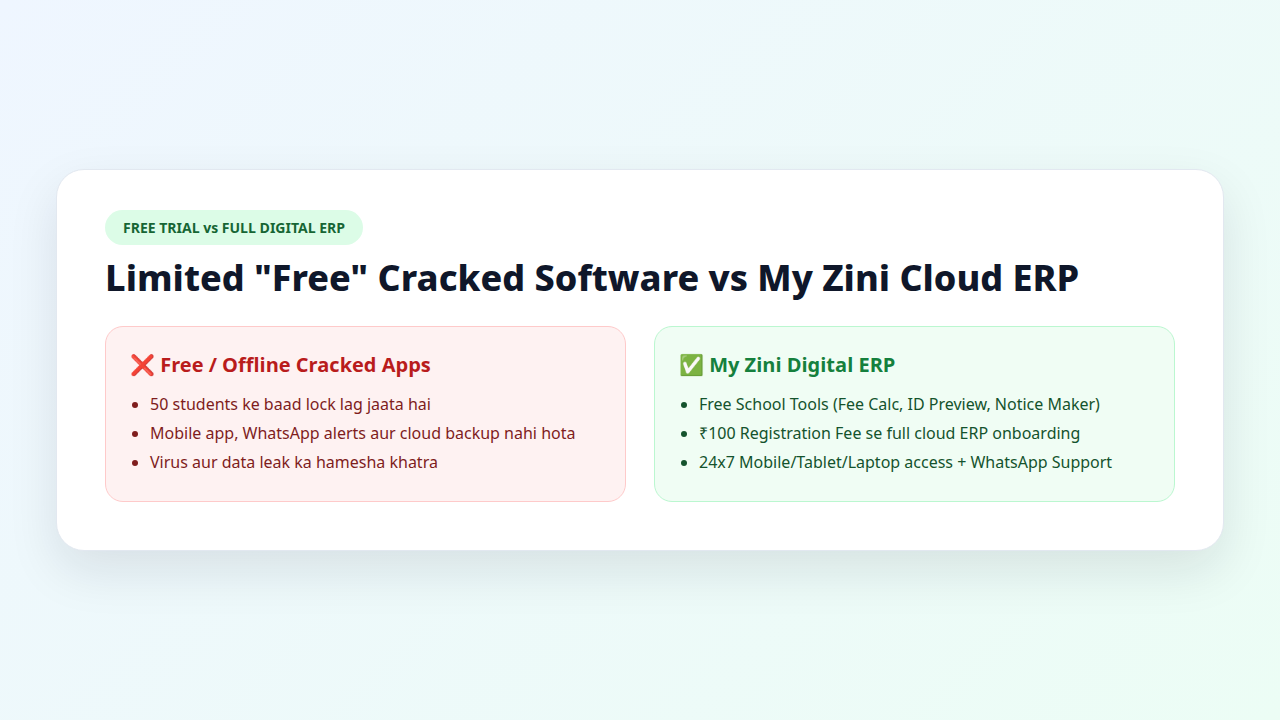 FREE TRIAL vs FULL DIGITAL ERP
Limited "Free" Cracked Software vs My Zini Cloud ERP
❌ Free / Offline Cracked Apps
• 50 students ke baad lock lag jaata hai
• Mobile app, WhatsApp alerts aur cloud backup nahi hota
• Virus aur data leak ka hamesha khatra
✅ My Zini Digital ERP
• Free School Tools (Fee Calc, ID Preview, Notice Maker)
• ₹100 Registration Fee se full cloud ERP onboarding
• 24x7 Mobile/Tablet/Laptop access + WhatsApp Support